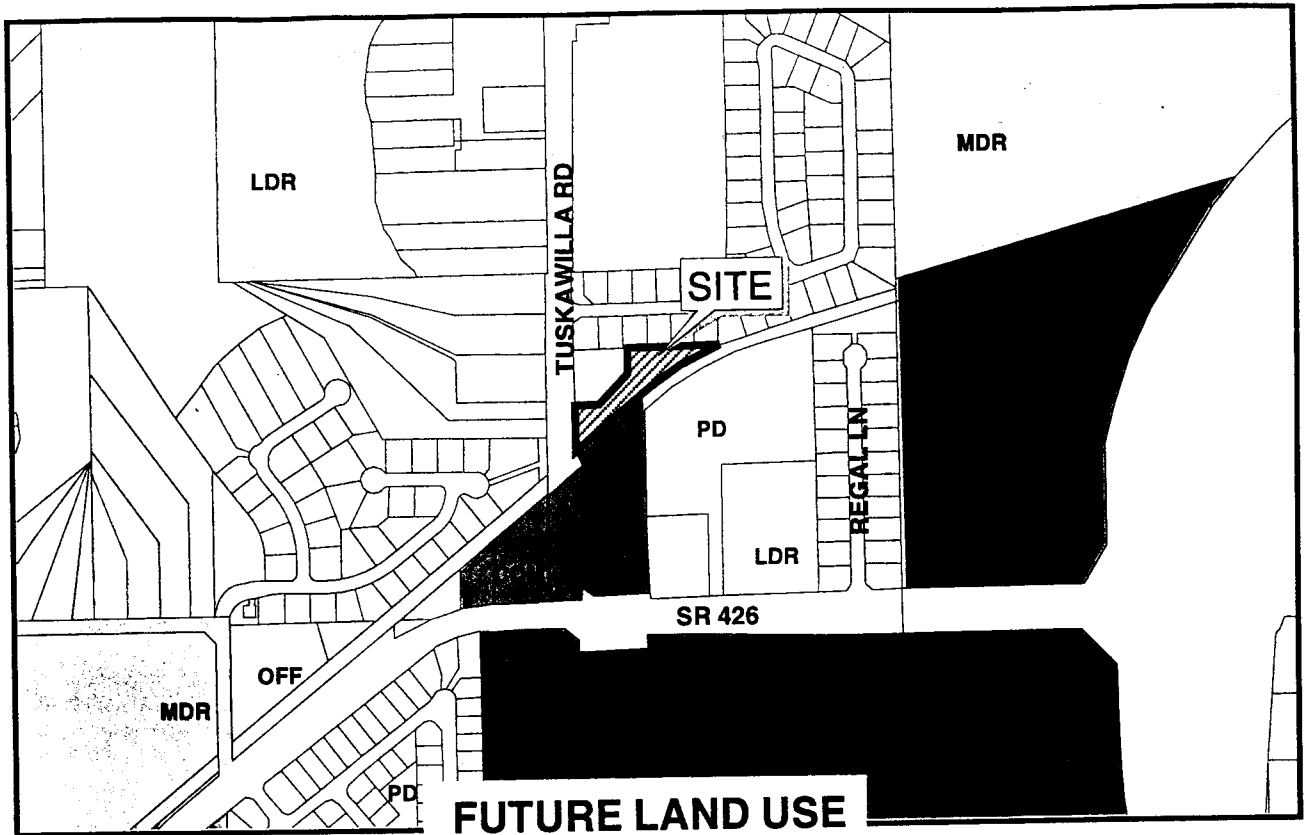 MDR
LDR
TUSKAWILLA RD
SITE
PD
REGAL LN
LDR
SR 426
OFF
MDR
PD
FUTURE LAND USE